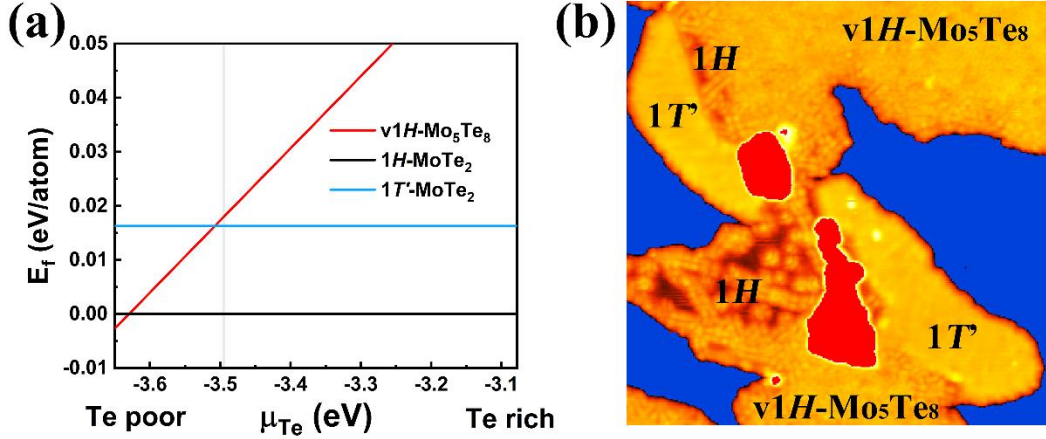 (a)
0.05
0.04
0.03
0.02
0.01
0.00
-0.01
E_f (eV/atom)
v1H-Mo₅Te₈
1H-MoTe₂
1T'-MoTe₂
-3.6
-3.5
-3.4
-3.3
-3.2
-3.1
Te poor
μ_Te (eV)
Te rich
(b)
v1H-Mo₅Te₈
1H
1T'
1H
1T'
v1H-Mo₅Te₈